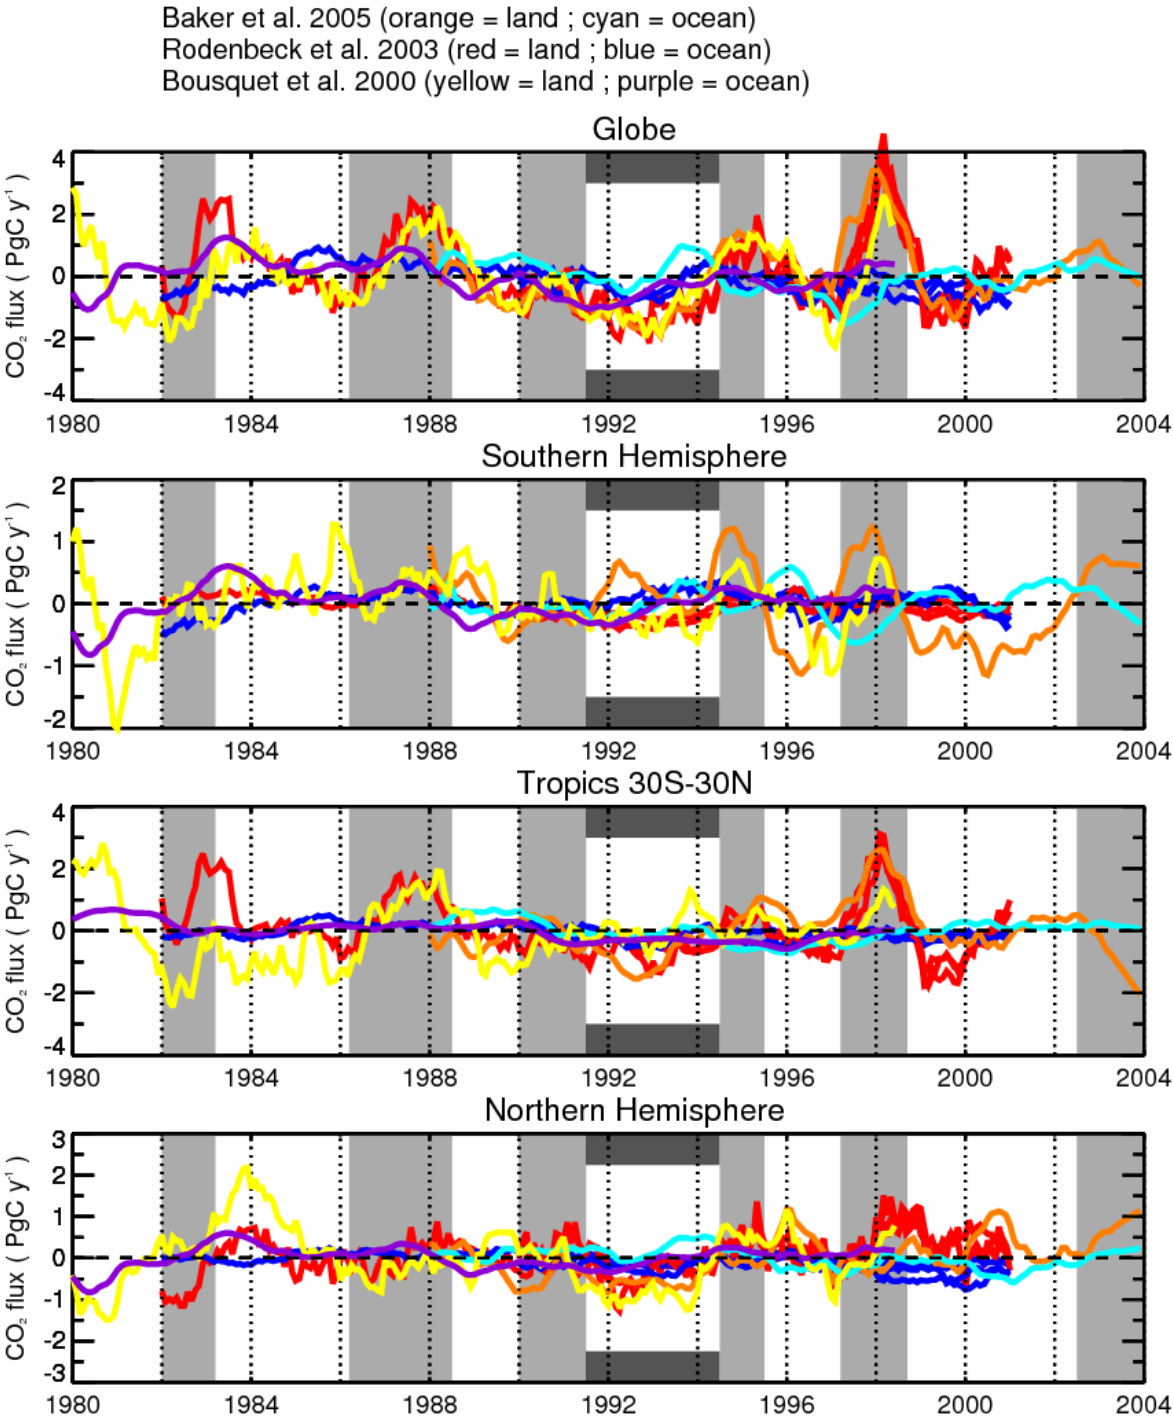 Baker et al. 2005 (orange = land ; cyan = ocean)
Rodenbeck et al. 2003 (red = land ; blue = ocean)
Bousquet et al. 2000 (yellow = land ; purple = ocean)
Globe
CO₂ flux ( PgC y⁻¹ )
4
2
0
-2
-4
1980 1984 1988 1992 1996 2000 2004
Southern Hemisphere
CO₂ flux ( PgC y⁻¹ )
2
1
0
-1
-2
1980 1984 1988 1992 1996 2000 2004
Tropics 30S-30N
CO₂ flux ( PgC y⁻¹ )
4
2
0
-2
-4
1980 1984 1988 1992 1996 2000 2004
Northern Hemisphere
CO₂ flux ( PgC y⁻¹ )
3
2
1
0
-1
-2
-3
1980 1984 1988 1992 1996 2000 2004